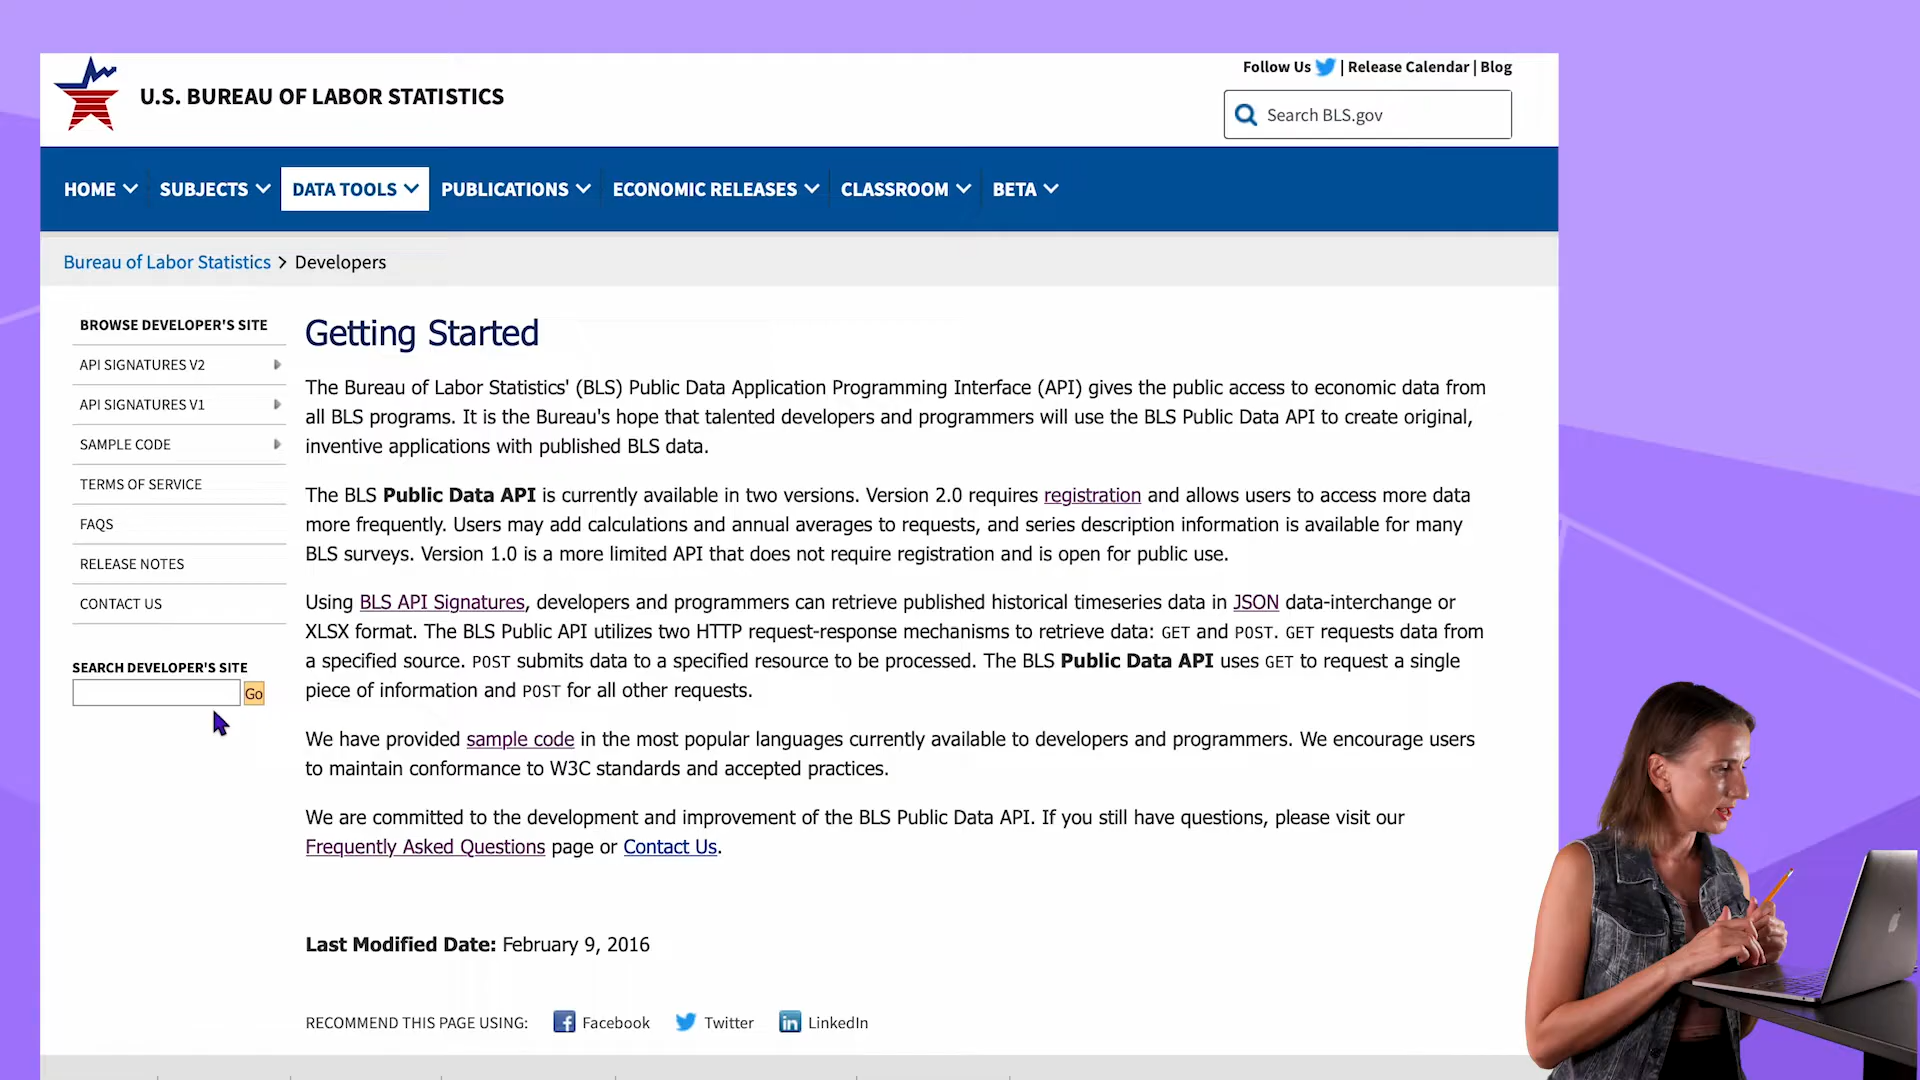 U.S. BUREAU OF LABOR STATISTICS
Follow Us | Release Calendar | Blog
Search BLS.gov
HOME SUBJECTS DATA TOOLS PUBLICATIONS ECONOMIC RELEASES CLASSROOM BETA
Bureau of Labor Statistics > Developers
BROWSE DEVELOPER'S SITE
API SIGNATURES V2
API SIGNATURES V1
SAMPLE CODE
TERMS OF SERVICE
FAQS
RELEASE NOTES
CONTACT US
SEARCH DEVELOPER'S SITE
Go
Getting Started
The Bureau of Labor Statistics' (BLS) Public Data Application Programming Interface (API) gives the public access to economic data from
all BLS programs. It is the Bureau's hope that talented developers and programmers will use the BLS Public Data API to create original,
inventive applications with published BLS data.
The BLS Public Data API is currently available in two versions. Version 2.0 requires registration and allows users to access more data
more frequently. Users may add calculations and annual averages to requests, and series description information is available for many
BLS surveys. Version 1.0 is a more limited API that does not require registration and is open for public use.
Using BLS API Signatures, developers and programmers can retrieve published historical timeseries data in JSON data-interchange or
XLSX format. The BLS Public API utilizes two HTTP request-response mechanisms to retrieve data: GET and POST. GET requests data from
a specified source. POST submits data to a specified resource to be processed. The BLS Public Data API uses GET to request a single
piece of information and POST for all other requests.
We have provided sample code in the most popular languages currently available to developers and programmers. We encourage users
to maintain conformance to W3C standards and accepted practices.
We are committed to the development and improvement of the BLS Public Data API. If you still have questions, please visit our
Frequently Asked Questions page or Contact Us.
Last Modified Date: February 9, 2016
RECOMMEND THIS PAGE USING: Facebook Twitter LinkedIn